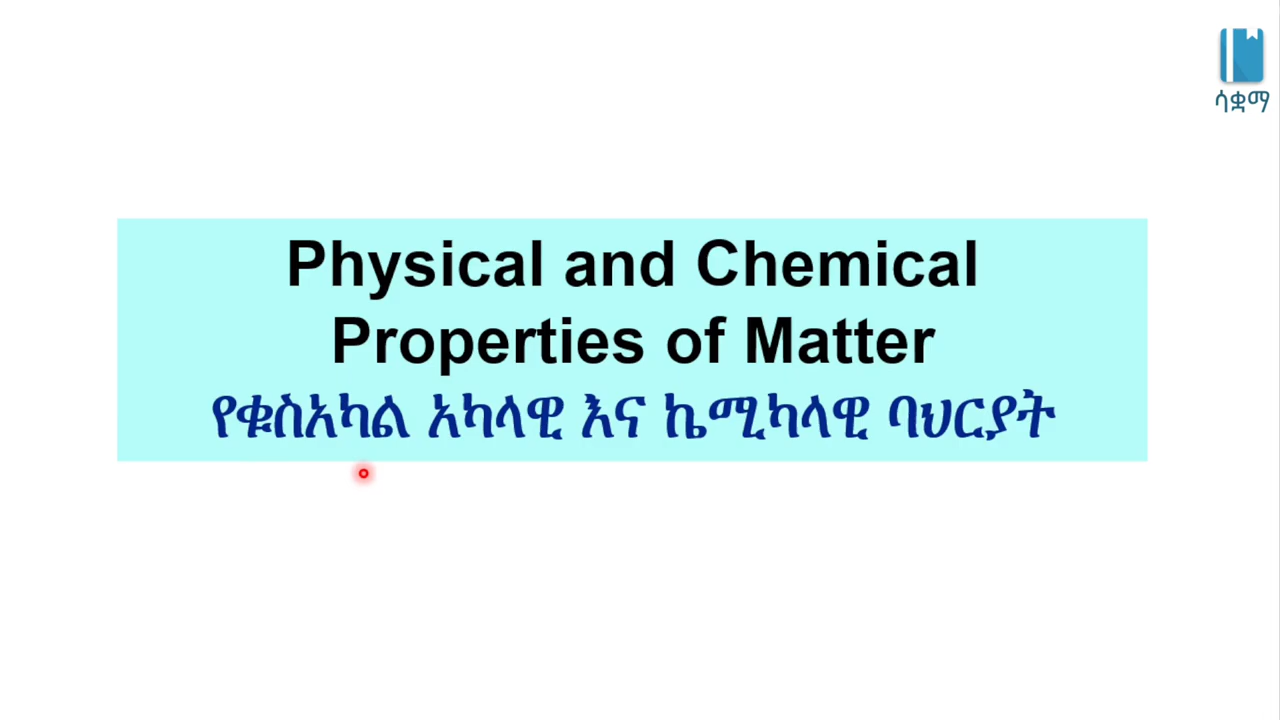 ሳቋማ
Physical and Chemical
Properties of Matter
የቁስአካል አካላዊ እና ኬሚካላዊ ባህርያት